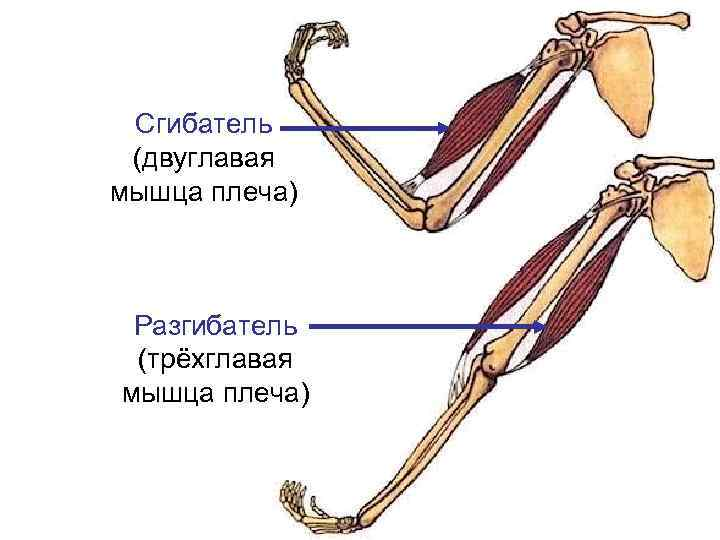 Сгибатель
(двуглавая
мышца плеча)
Разгибатель
(трёхглавая
мышца плеча)